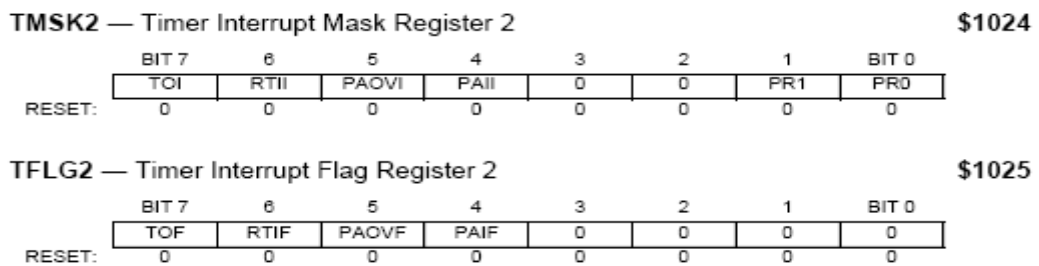 TMSK2 — Timer Interrupt Mask Register 2 $1024
BIT 7 6 5 4 3 2 1 BIT 0
TOI RTII PAOVI PAII 0 0 PR1 PR0
RESET: 0 0 0 0 0 0 0 0
TFLG2 — Timer Interrupt Flag Register 2 $1025
BIT 7 6 5 4 3 2 1 BIT 0
TOF RTIF PAOVF PAIF 0 0 0 0
RESET: 0 0 0 0 0 0 0 0